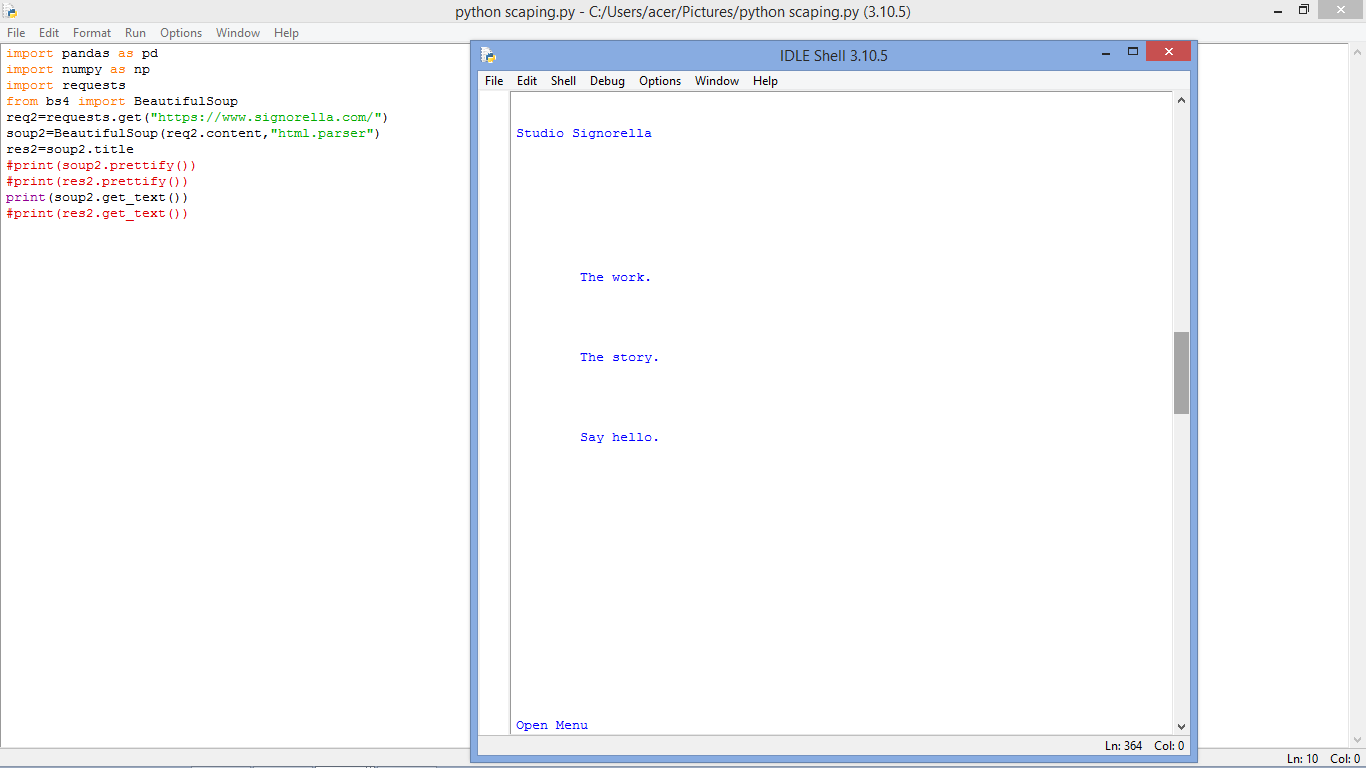 python scaping.py - C:/Users/acer/Pictures/python scaping.py (3.10.5)
File Edit Format Run Options Window Help
import pandas as pd
import numpy as np
import requests
from bs4 import BeautifulSoup
req2=requests.get("https://www.signorella.com/")
soup2=BeautifulSoup(req2.content,"html.parser")
res2=soup2.title
#print(soup2.prettify())
#print(res2.prettify())
print(soup2.get_text())
#print(res2.get_text())
IDLE Shell 3.10.5
File Edit Shell Debug Options Window Help
Studio Signorella
The work.
The story.
Say hello.
Open Menu
Ln: 364 Col: 0
Ln: 10 Col: 0